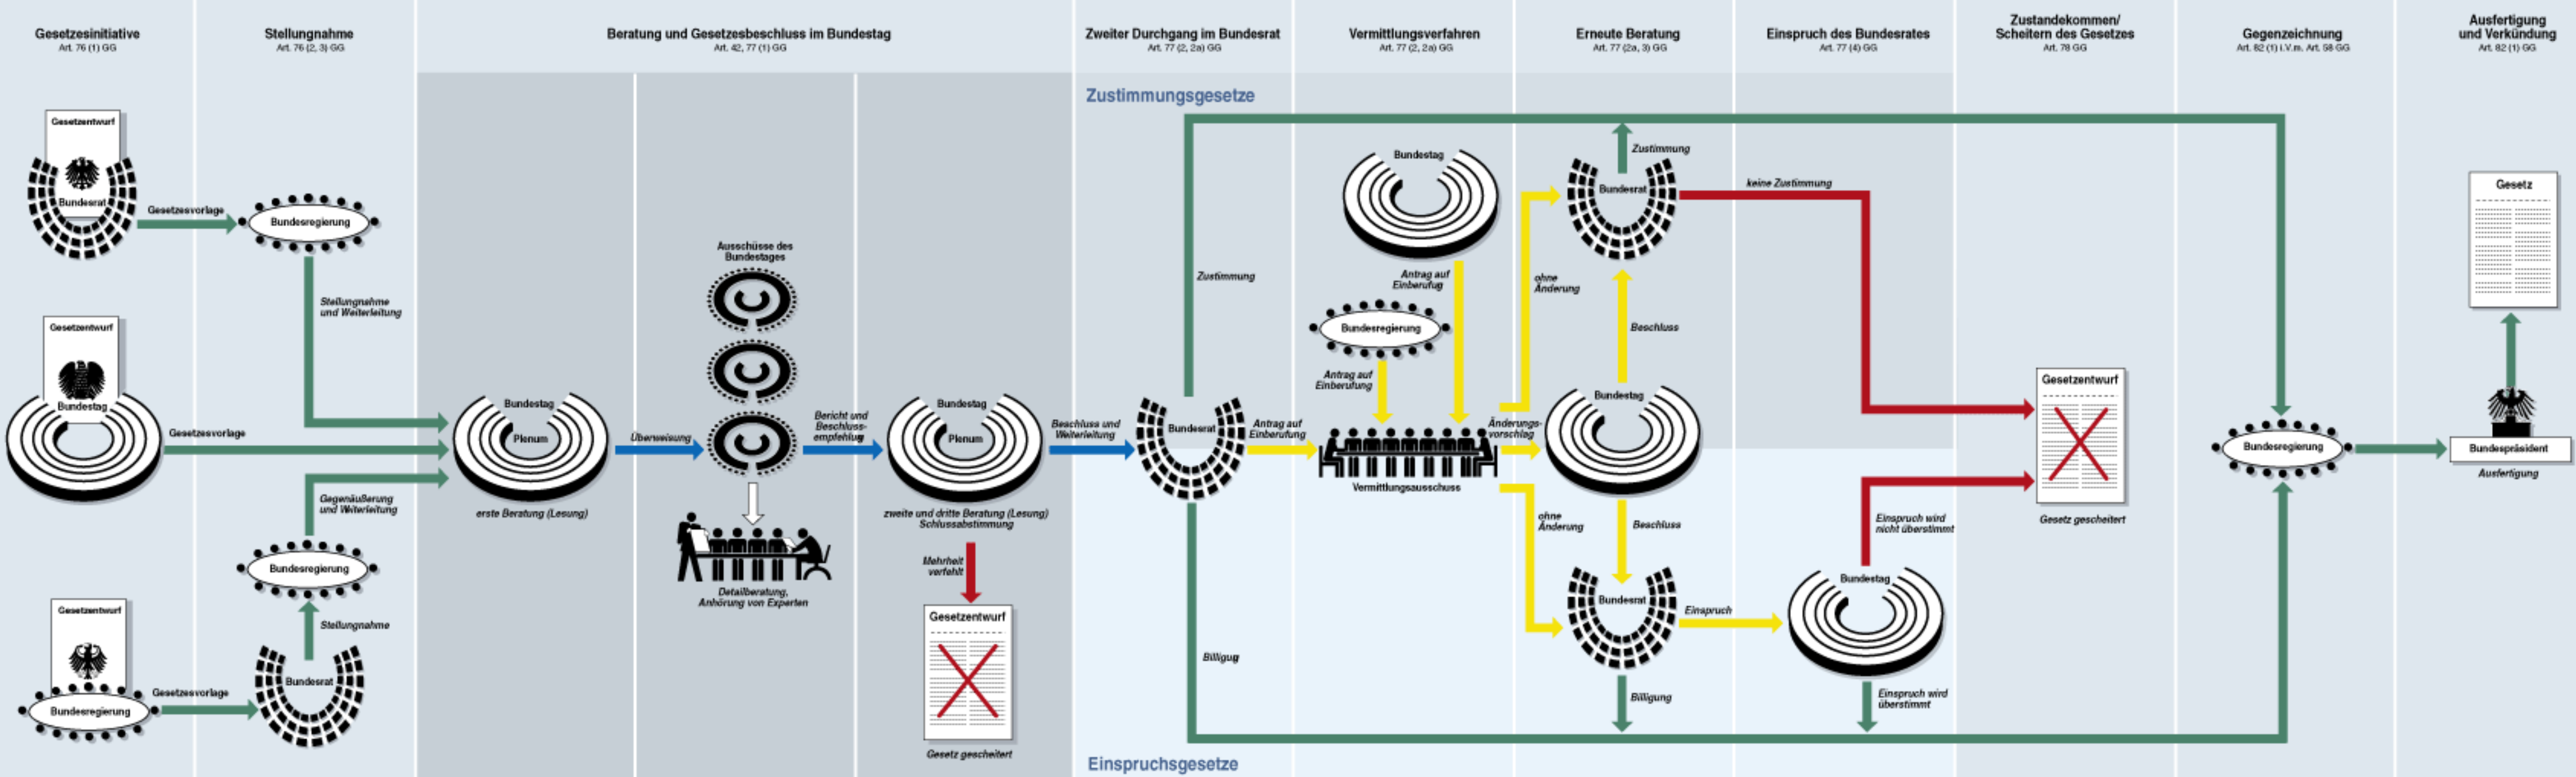 Gesetzesinitiative
Art. 76 (1) GG
Stellungnahme
Art. 76 (2, 3) GG
Beratung und Gesetzesbeschluss im Bundestag
Art. 42, 77 (1) GG
Zweiter Durchgang im Bundesrat
Art. 77 (2, 2a) GG
Vermittlungsverfahren
Art. 77 (2, 2a) GG
Erneute Beratung
Art. 77 (2a, 3) GG
Einspruch des Bundesrates
Art. 77 (4) GG
Zustandekommen/
Scheitern des Gesetzes
Art. 78 GG
Gegenzeichnung
Art. 82 (1) i.V.m. Art. 58 GG
Ausfertigung
und Verkündung
Art. 82 (1) GG
Gesetzentwurf
Bundesrat
Gesetzesvorlage
Bundesregierung
Stellungnahme
und Weiterleitung
Gesetzentwurf
Bundestag
Gesetzesvorlage
Gesetzentwurf
Bundesregierung
Gesetzesvorlage
Bundesrat
Stellungnahme
Bundesregierung
Gegenäußerung
und Weiterleitung
Bundestag
Plenum
erste Beratung (Lesung)
Überweisung
Ausschüsse des
Bundestages
Detailberatung,
Anhörung von Experten
Bericht und
Beschluss-
empfehlug
Bundestag
Plenum
zweite und dritte Beratung (Lesung)
Schlussabstimmung
Mehrheit
verfehlt
Gesetzentwurf
Gesetz gescheitert
Beschluss und
Weiterleitung
Zustimmungsgesetze
Zustimmung
Bundesrat
Billigug
Einspruchsgesetze
Antrag auf
Einberufung
Bundestag
Antrag auf
Einberufug
Bundesregierung
Antrag auf
Einberufung
Vermittlungsausschuss
ohne
Änderung
Änderungs-
vorschlag
ohne
Änderung
Zustimmung
Bundesrat
keine Zustimmung
Beschluss
Bundestag
Beschluss
Bundesrat
Einspruch
Billigung
Einspruch wird
nicht überstimmt
Bundestag
Einspruch wird
überstimmt
Gesetzentwurf
Gesetz gescheitert
Bundesregierung
Gesetz
Bundespräsident
Ausfertigung